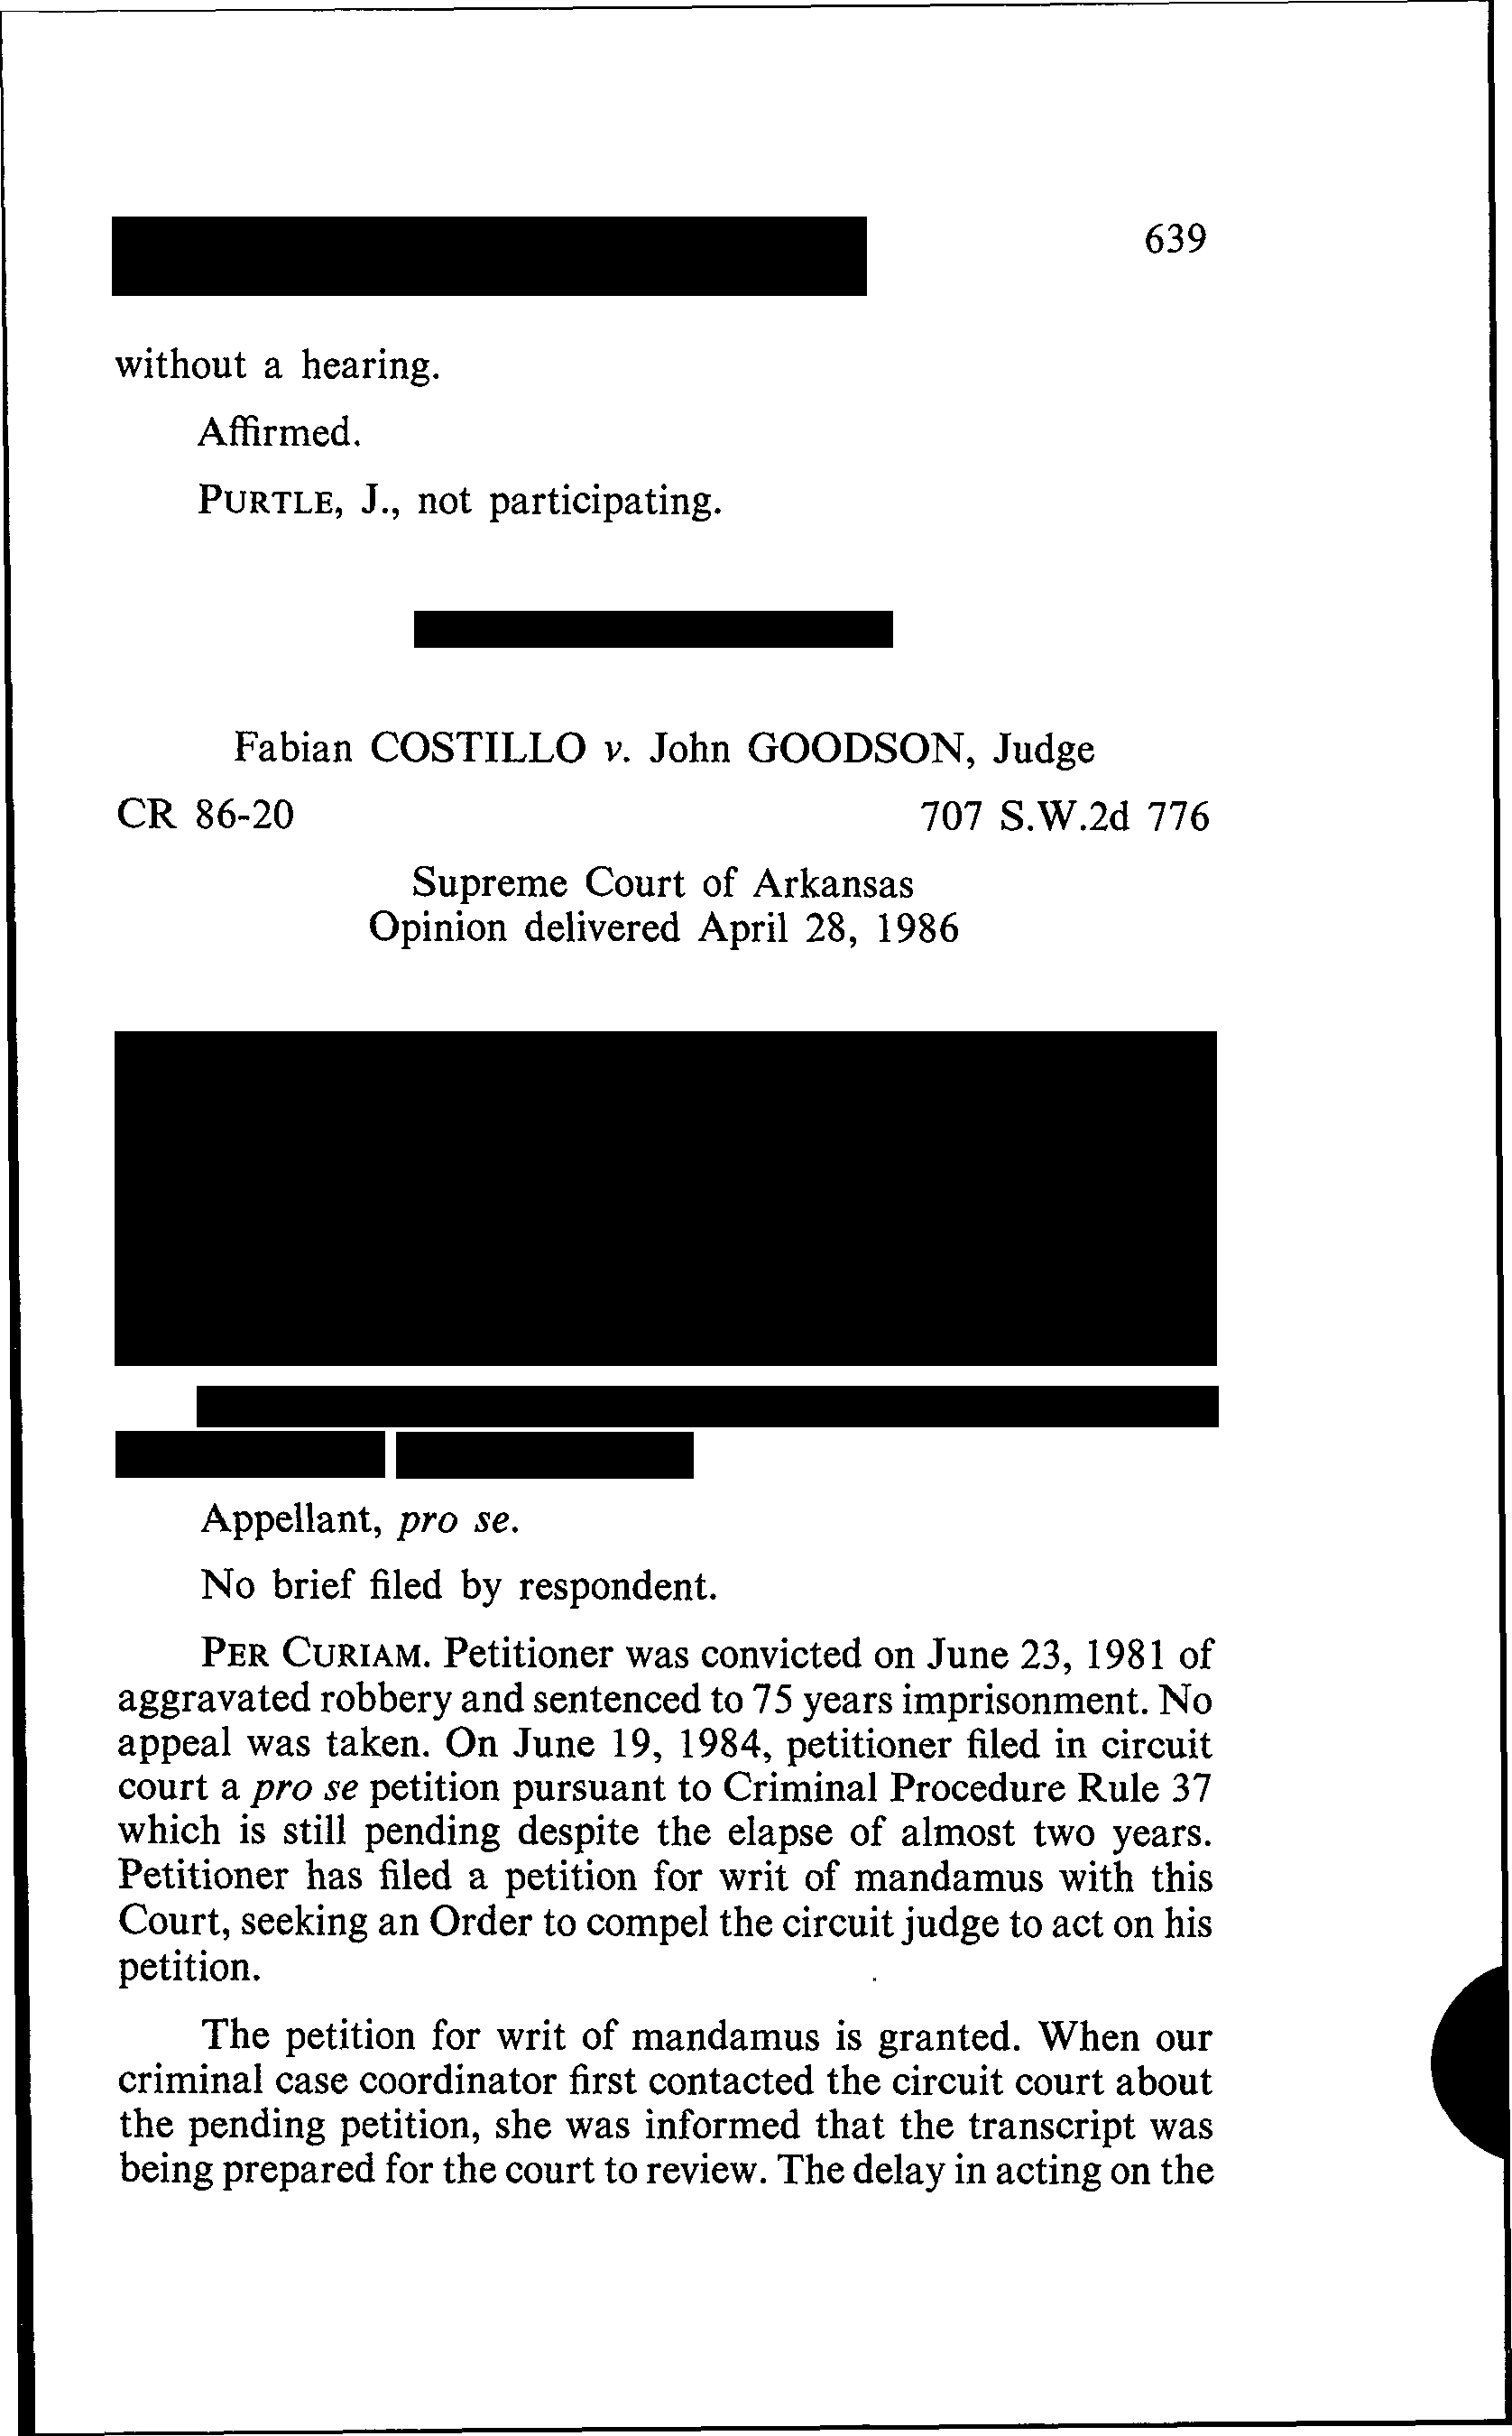 639
without a hearing.
Affirmed.
PURTLE, J., not participating.
Fabian COSTILLO v. John GOODSON, Judge
CR 86-20 707 S.W.2d 776
Supreme Court of Arkansas
Opinion delivered April 28, 1986
Appellant, pro se.
No brief filed by respondent.
PER CURIAM. Petitioner was convicted on June 23, 1981 of
aggravated robbery and sentenced to 75 years imprisonment. No
appeal was taken. On June 19, 1984, petitioner filed in circuit
court a pro se petition pursuant to Criminal Procedure Rule 37
which is still pending despite the elapse of almost two years.
Petitioner has filed a petition for writ of mandamus with this
Court, seeking an Order to compel the circuit judge to act on his
petition.
The petition for writ of mandamus is granted. When our
criminal case coordinator first contacted the circuit court about
the pending petition, she was informed that the transcript was
being prepared for the court to review. The delay in acting on the